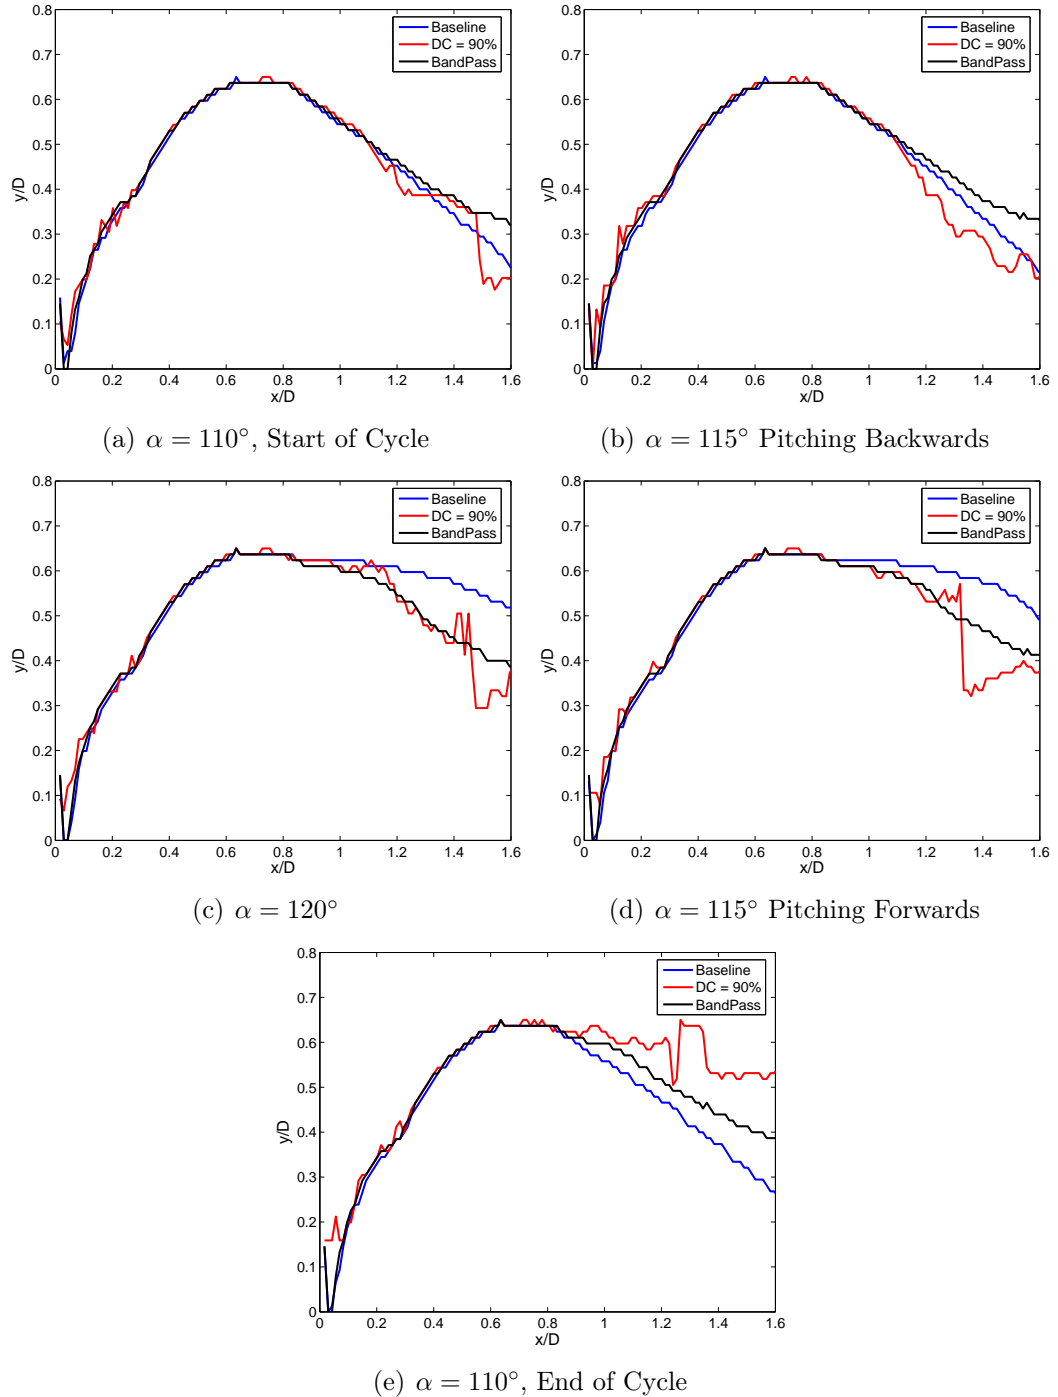 0.8
0.7
0.6
0.5
0.4
0.3
0.2
0.1
0
y/D
0 0.2 0.4 0.6 0.8 1 1.2 1.4 1.6
x/D
Baseline
DC = 90%
BandPass
(a) α = 110°, Start of Cycle
0.8
0.7
0.6
0.5
0.4
0.3
0.2
0.1
0
y/D
0 0.2 0.4 0.6 0.8 1 1.2 1.4 1.6
x/D
Baseline
DC = 90%
BandPass
(b) α = 115° Pitching Backwards
0.8
0.7
0.6
0.5
0.4
0.3
0.2
0.1
0
y/D
0 0.2 0.4 0.6 0.8 1 1.2 1.4 1.6
x/D
Baseline
DC = 90%
BandPass
(c) α = 120°
0.8
0.7
0.6
0.5
0.4
0.3
0.2
0.1
0
y/D
0 0.2 0.4 0.6 0.8 1 1.2 1.4 1.6
x/D
Baseline
DC = 90%
BandPass
(d) α = 115° Pitching Forwards
0.8
0.7
0.6
0.5
0.4
0.3
0.2
0.1
0
y/D
0 0.2 0.4 0.6 0.8 1 1.2 1.4 1.6
x/D
Baseline
DC = 90%
BandPass
(e) α = 110°, End of Cycle